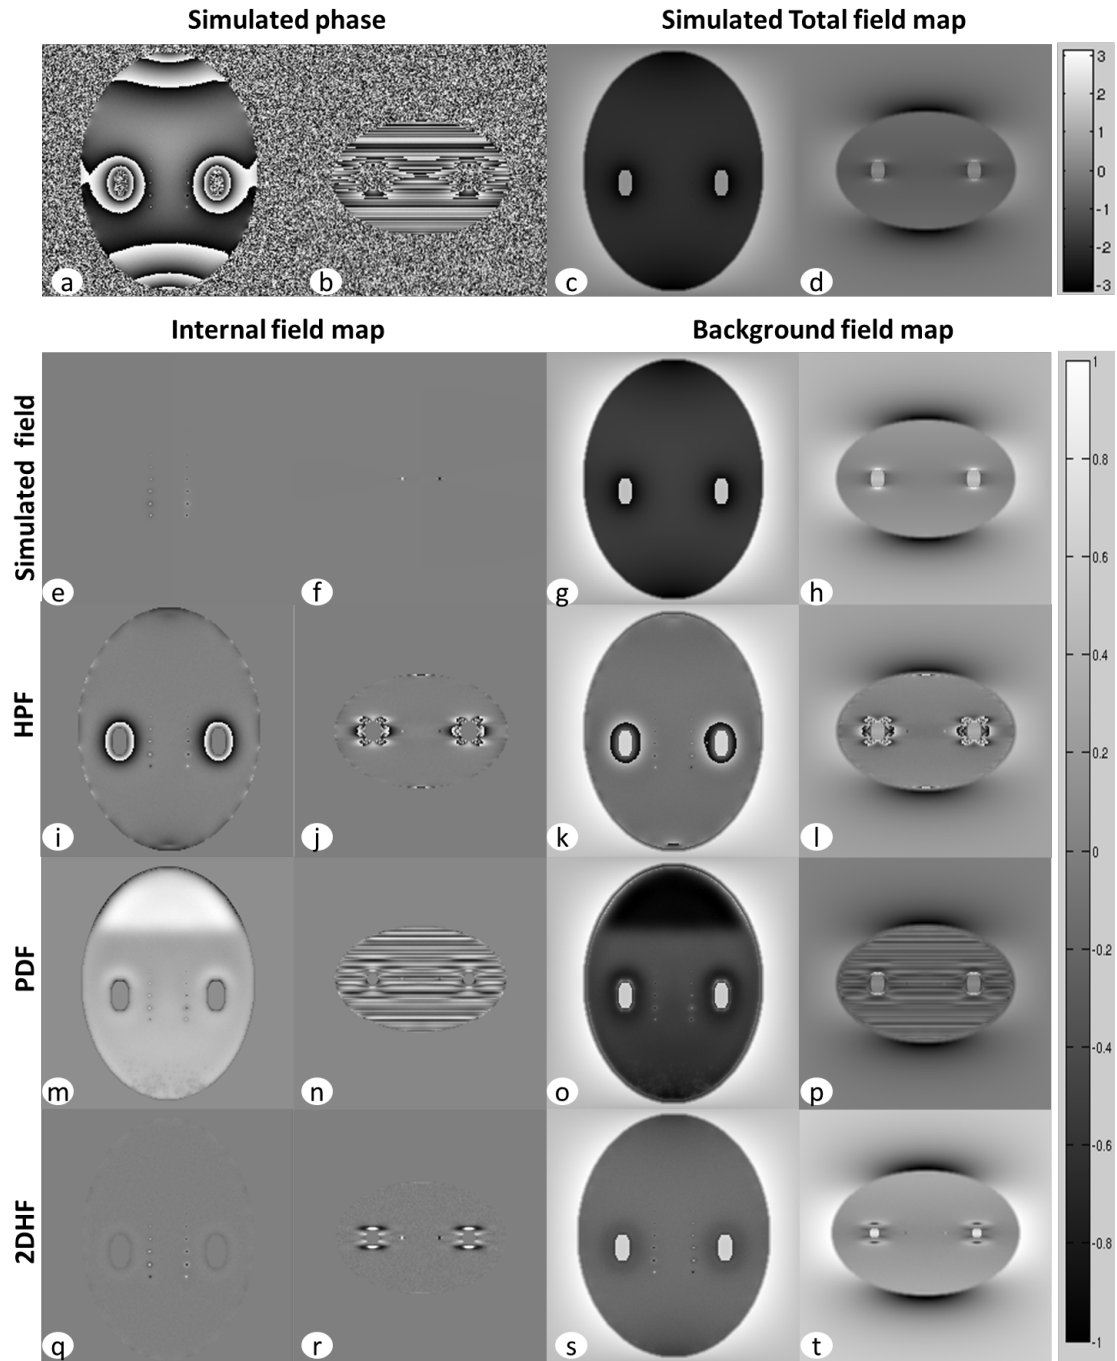 Simulated phase
Simulated Total field map
3
2
1
0
-1
-2
-3
a
b
c
d
Internal field map
Background field map
Simulated field
e
f
g
h
HPF
i
j
k
l
PDF
m
n
o
p
2DHF
q
r
s
t
1
0.8
0.6
0.4
0.2
0
-0.2
-0.4
-0.6
-0.8
-1